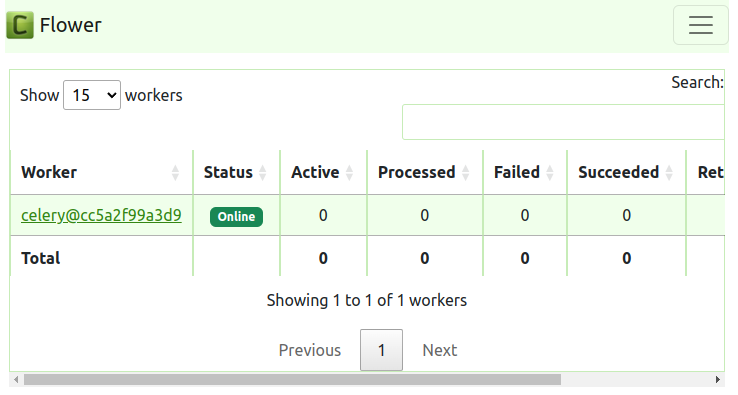 C Flower
Search:
Show 15 workers
Worker Status Active Processed Failed Succeeded Ret
celery@cc5a2f99a3d9 Online 0 0 0 0
Total 0 0 0 0
Showing 1 to 1 of 1 workers
Previous 1 Next